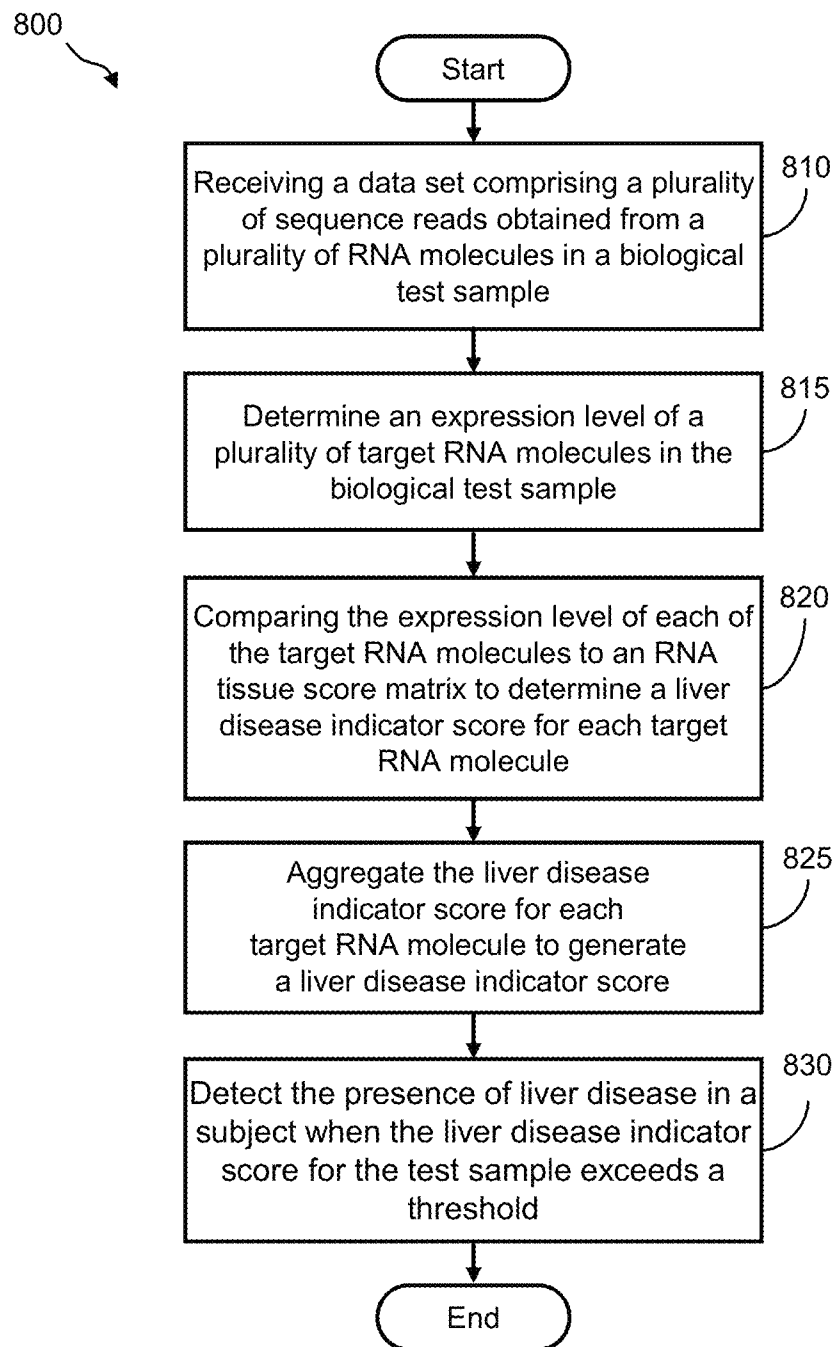 800
Start
810
Receiving a data set comprising a plurality
of sequence reads obtained from a
plurality of RNA molecules in a biological
test sample
815
Determine an expression level of a
plurality of target RNA molecules in the
biological test sample
820
Comparing the expression level of each of
the target RNA molecules to an RNA
tissue score matrix to determine a liver
disease indicator score for each target
RNA molecule
825
Aggregate the liver disease
indicator score for each
target RNA molecule to generate
a liver disease indicator score
830
Detect the presence of liver disease in a
subject when the liver disease indicator
score for the test sample exceeds a
threshold
End